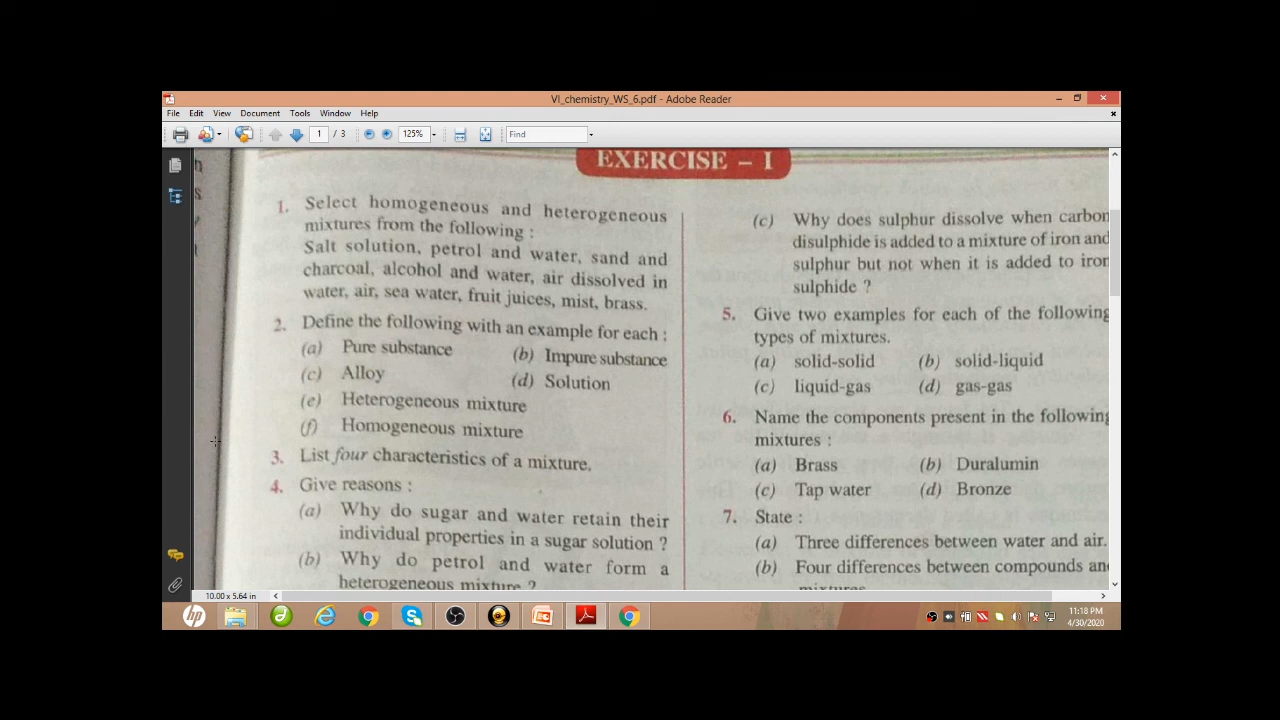 VI_chemistry_WS_6.pdf - Adobe Reader
File Edit View Document Tools Window Help
1 / 3 125% Find
EXERCISE – I
1. Select homogeneous and heterogeneous
mixtures from the following :
Salt solution, petrol and water, sand and
charcoal, alcohol and water, air dissolved in
water, air, sea water, fruit juices, mist, brass.
2. Define the following with an example for each :
(a) Pure substance (b) Impure substance
(c) Alloy (d) Solution
(e) Heterogeneous mixture
(f) Homogeneous mixture
3. List four characteristics of a mixture.
4. Give reasons :
(a) Why do sugar and water retain their
individual properties in a sugar solution ?
(b) Why do petrol and water form a
heterogeneous mixture ?
(c) Why does sulphur dissolve when carbon
disulphide is added to a mixture of iron and
sulphur but not when it is added to iron
sulphide ?
5. Give two examples for each of the following
types of mixtures.
(a) solid-solid (b) solid-liquid
(c) liquid-gas (d) gas-gas
6. Name the components present in the following
mixtures :
(a) Brass (b) Duralumin
(c) Tap water (d) Bronze
7. State :
(a) Three differences between water and air.
(b) Four differences between compounds an
mixtures
10.00 x 5.64 in
hp
11:18 PM
4/30/2020